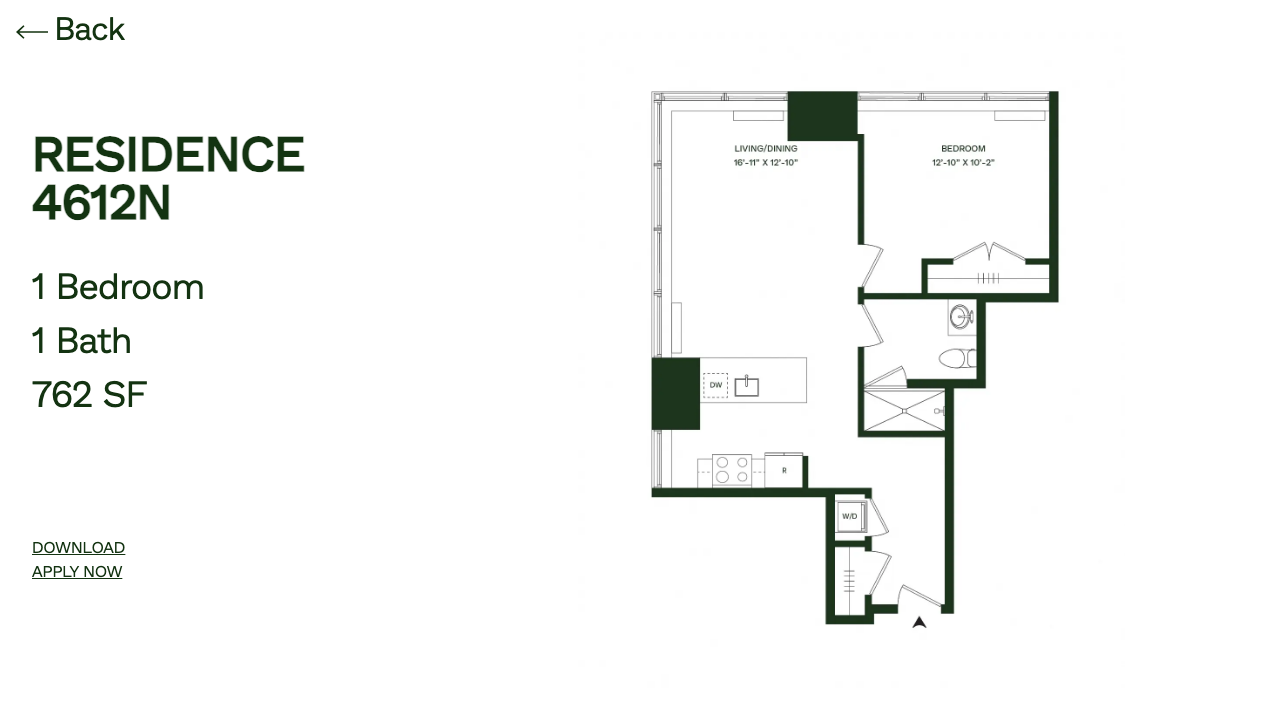 Back
RESIDENCE
4612N
1 Bedroom
1 Bath
762 SF
DOWNLOAD
APPLY NOW
LIVING/DINING
16'-11" X 12'-10"
BEDROOM
12'-10" X 10'-2"
DW
R
W/D